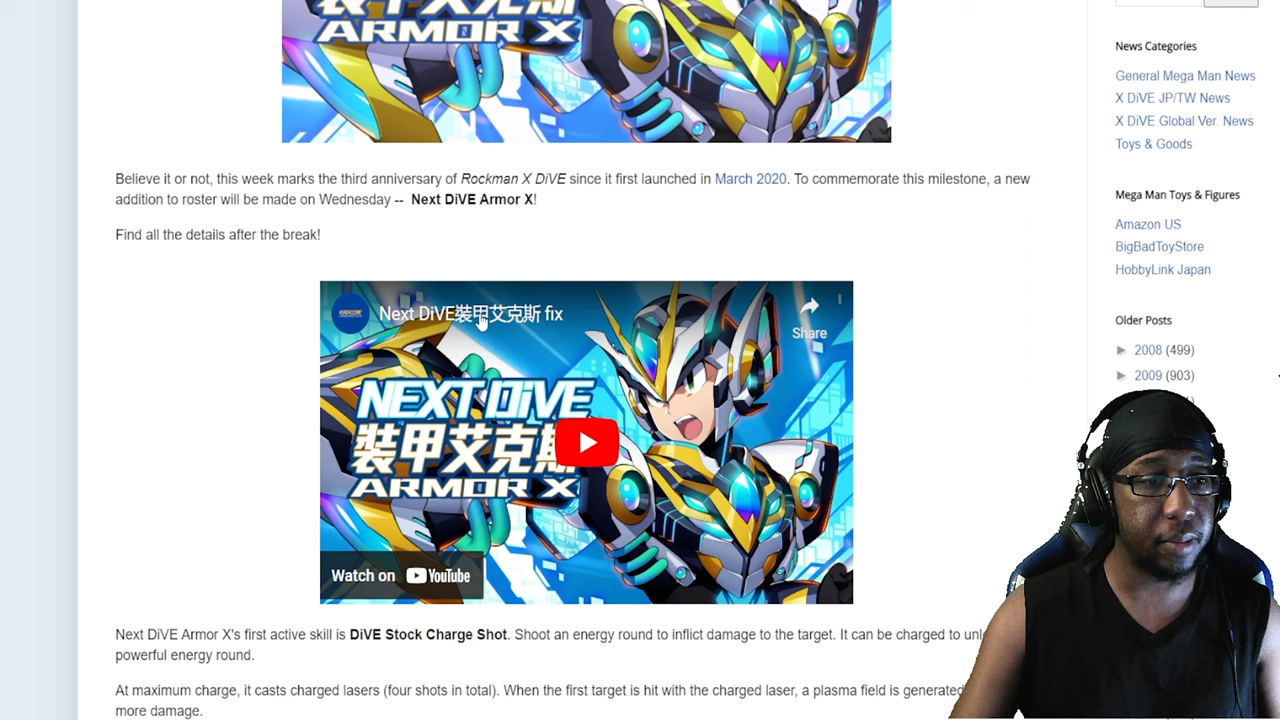 ARMOR X
News Categories
General Mega Man News
X DiVE JP/TW News
X DiVE Global Ver. News
Toys & Goods
Believe it or not, this week marks the third anniversary of Rockman X DiVE since it first launched in March 2020. To commemorate this milestone, a new
addition to roster will be made on Wednesday -- Next DiVE Armor X!
Find all the details after the break!
Mega Man Toys & Figures
Amazon US
BigBadToyStore
HobbyLink Japan
Older Posts
2008 (499)
2009 (903)
CAPCOM
Next DiVE裝甲艾克斯 fix
Share
NEXT DiVE
裝甲艾克斯
ARMOR X
Watch on YouTube
Next DiVE Armor X's first active skill is DiVE Stock Charge Shot. Shoot an energy round to inflict damage to the target. It can be charged to
powerful energy round.
At maximum charge, it casts charged lasers (four shots in total). When the first target is hit with the charged laser, a plasma field is generated
more damage.